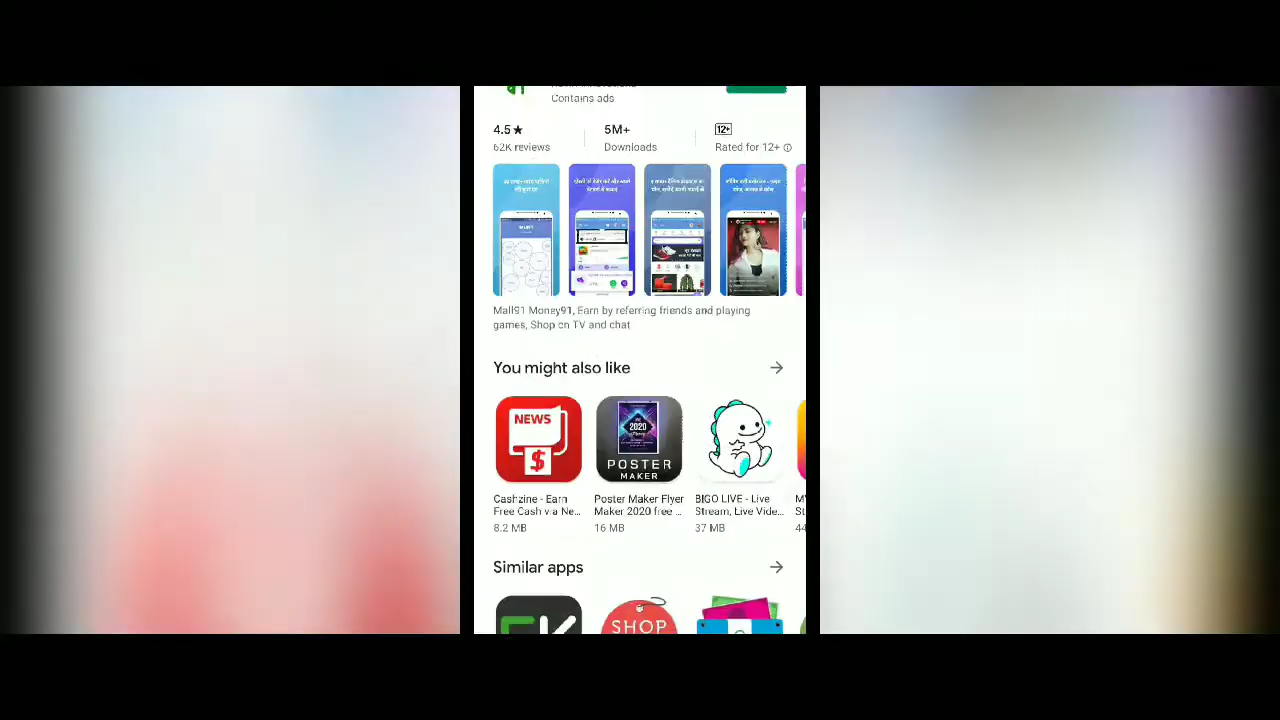 Contains ads
4.5★
62K reviews
5M+
Downloads
12+
Rated for 12+
Mall91 Money91, Earn by referring friends and playing
games, Shop on TV and chat
You might also like
NEWS
$
2020
POSTER
MAKER
Cashzine - Earn
Free Cash via Ne...
8.2 MB
Poster Maker Flyer
Maker 2020 free ...
16 MB
BIGO LIVE - Live
Stream, Live Vide...
37 MB
Similar apps
SHOP